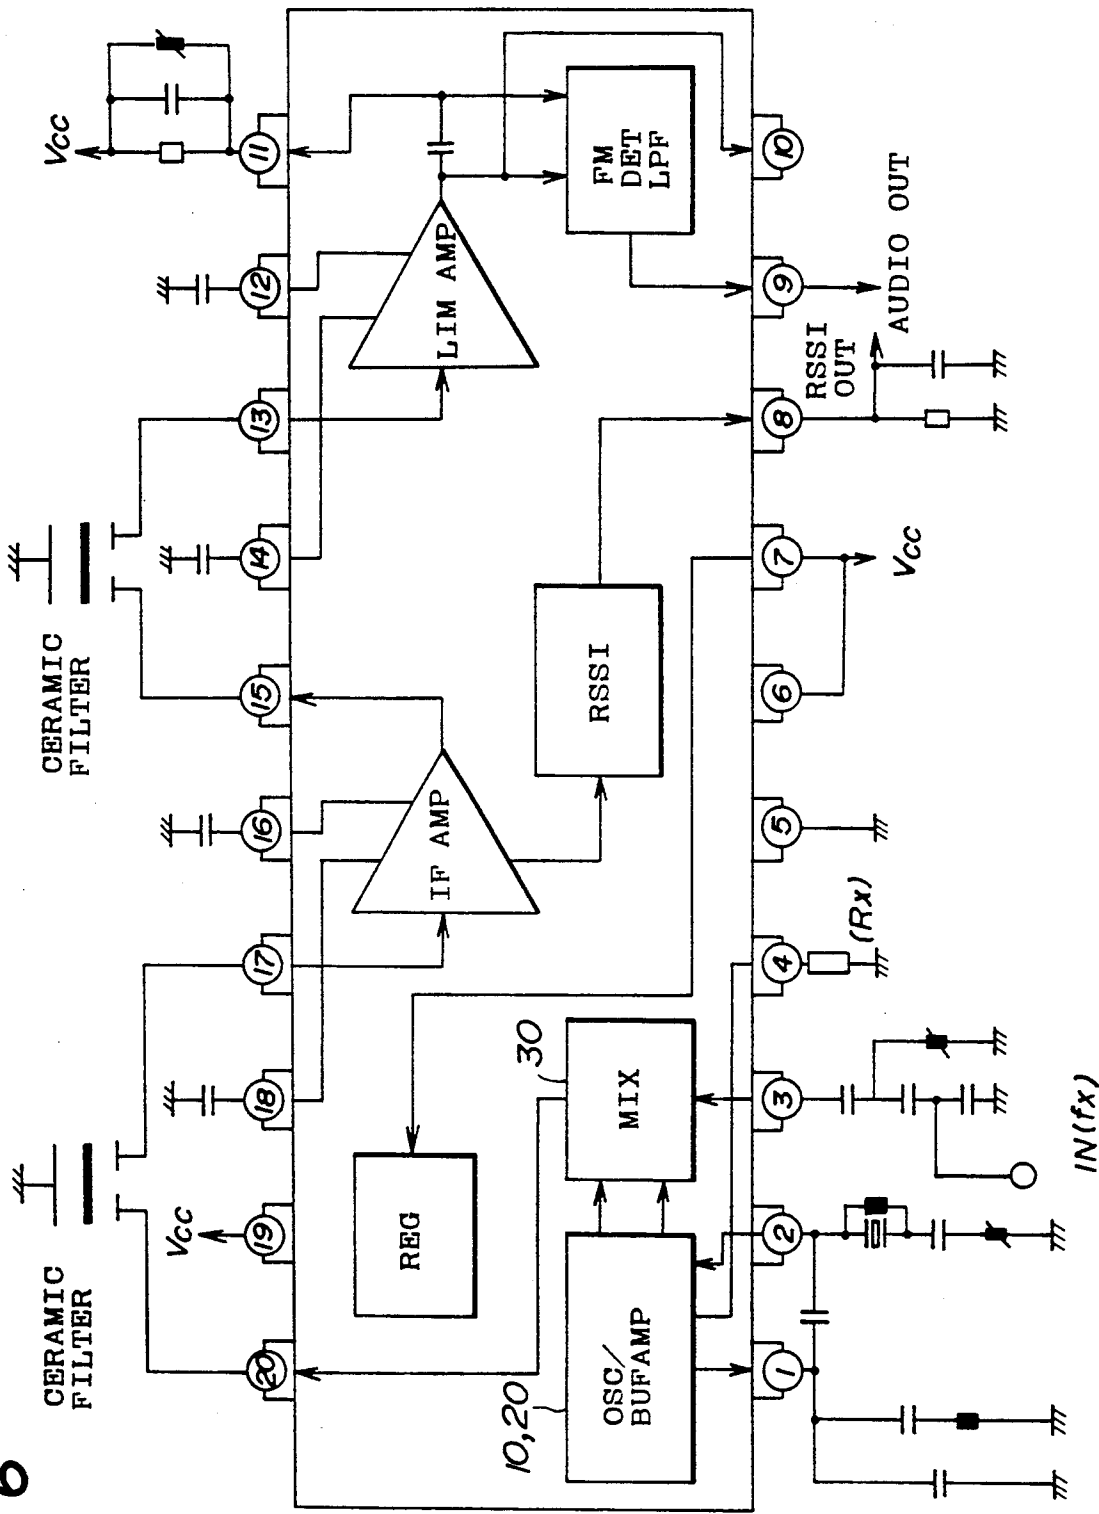 6
CERAMIC
FILTER
CERAMIC
FILTER
Vcc
Vcc
20
19
18
17
16
15
14
13
12
11
REG
IF AMP
LIM AMP
10,20
OSC/
BUFAMP
30
MIX
RSSI
FM
DET
LPF
1
2
3
4
5
6
7
8
9
10
(Rx)
Vcc
RSSI
OUT
AUDIO OUT
IN(fx)